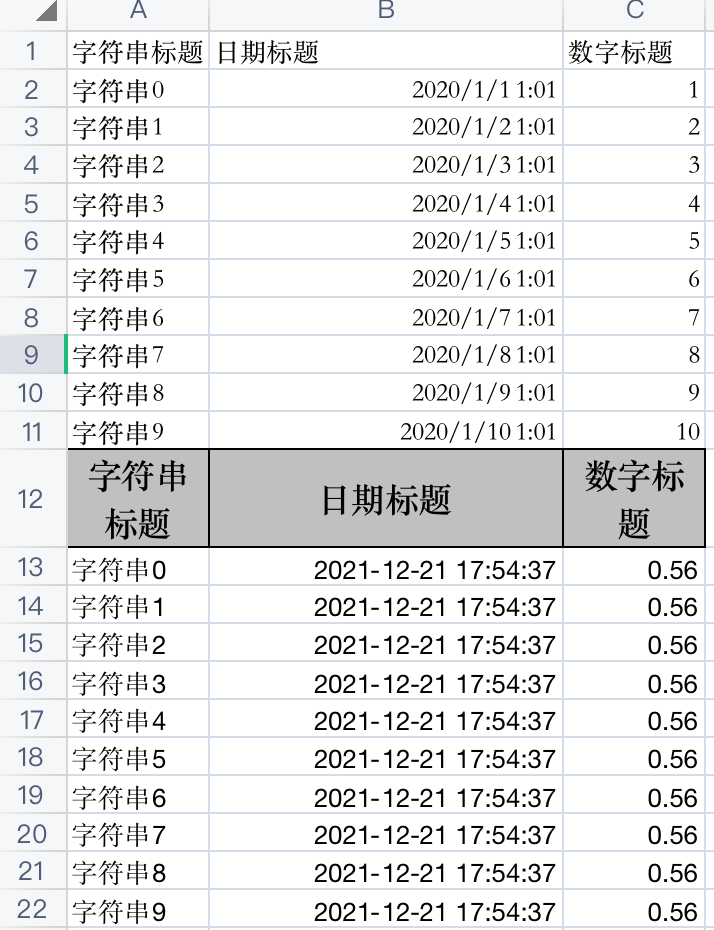 A B C
1 字符串标题 日期标题 数字标题
2 字符串0 2020/1/1 1:01 1
3 字符串1 2020/1/2 1:01 2
4 字符串2 2020/1/3 1:01 3
5 字符串3 2020/1/4 1:01 4
6 字符串4 2020/1/5 1:01 5
7 字符串5 2020/1/6 1:01 6
8 字符串6 2020/1/7 1:01 7
9 字符串7 2020/1/8 1:01 8
10 字符串8 2020/1/9 1:01 9
11 字符串9 2020/1/10 1:01 10
12 字符串标题 日期标题 数字标题
13 字符串0 2021-12-21 17:54:37 0.56
14 字符串1 2021-12-21 17:54:37 0.56
15 字符串2 2021-12-21 17:54:37 0.56
16 字符串3 2021-12-21 17:54:37 0.56
17 字符串4 2021-12-21 17:54:37 0.56
18 字符串5 2021-12-21 17:54:37 0.56
19 字符串6 2021-12-21 17:54:37 0.56
20 字符串7 2021-12-21 17:54:37 0.56
21 字符串8 2021-12-21 17:54:37 0.56
22 字符串9 2021-12-21 17:54:37 0.56